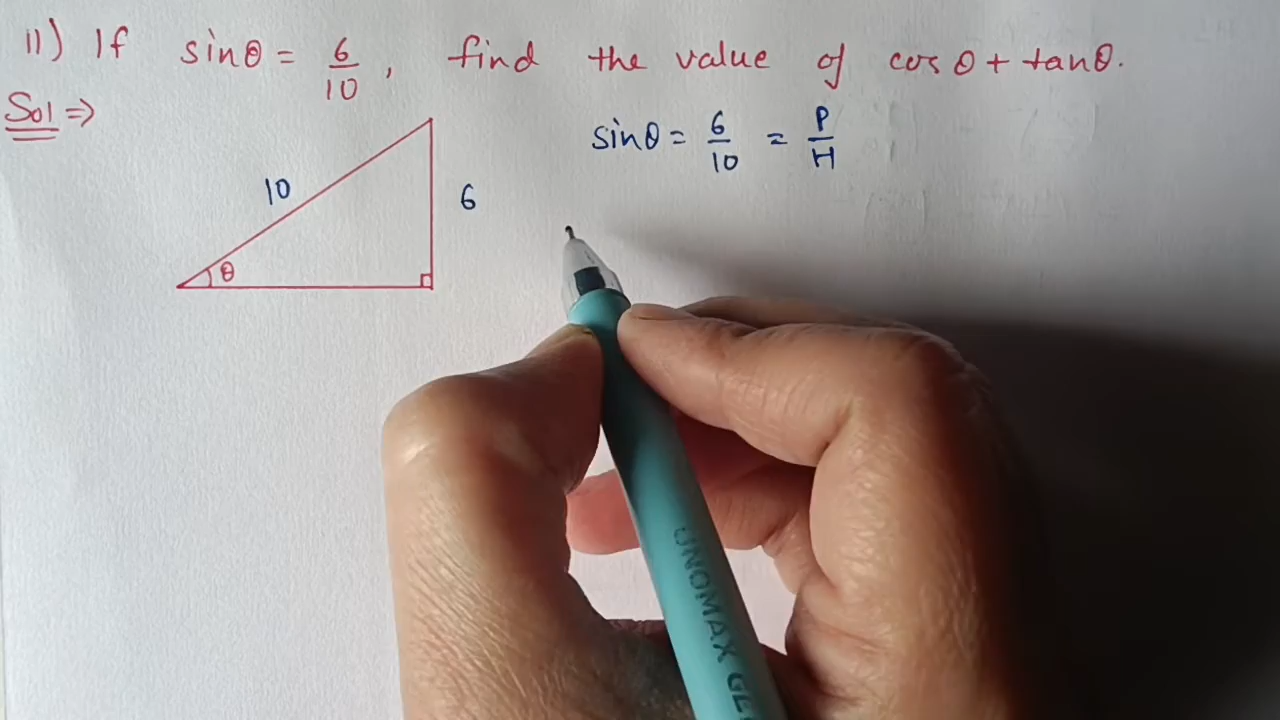 11) If sinθ = 6/10, find the value of cosθ + tanθ.
Sol ⇒
sinθ = 6/10 = P/H
10
6
θ
UNOMAX